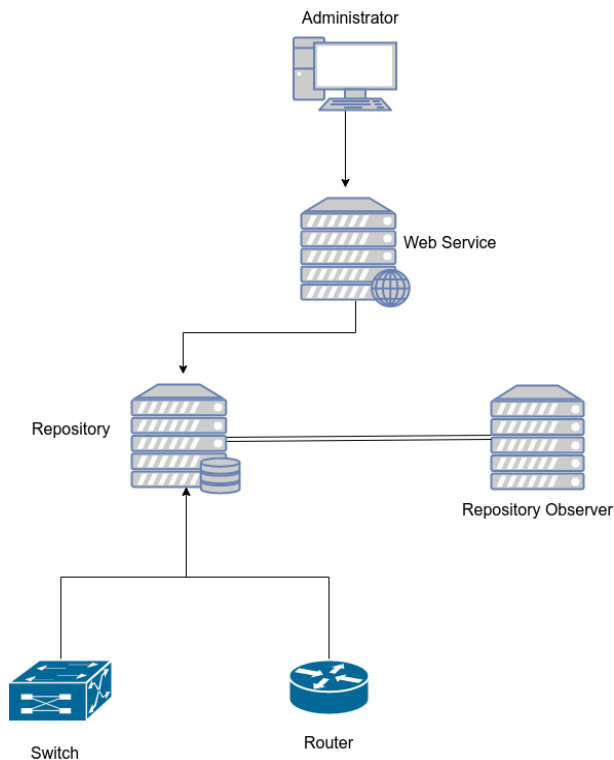 Administrator
Web Service
Repository
Repository Observer
Switch
Router